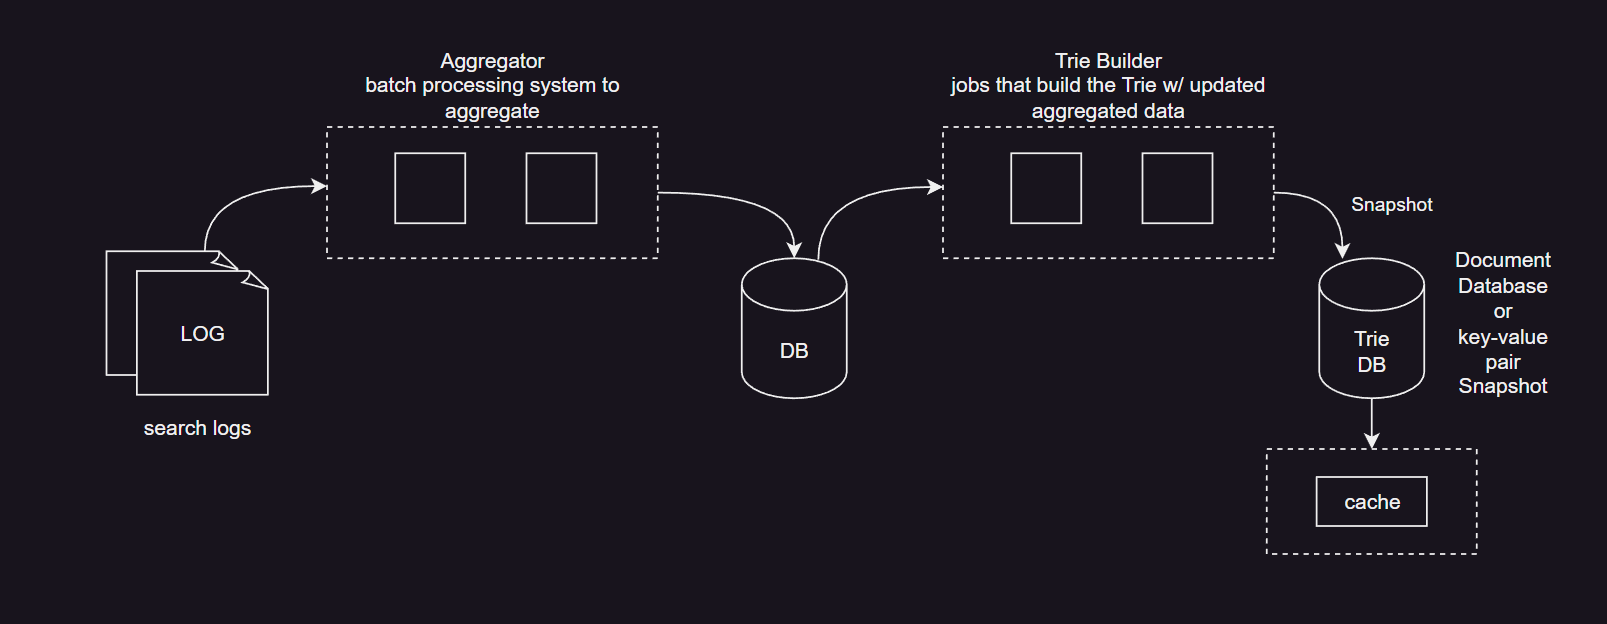 Aggregator
batch processing system to
aggregate
Trie Builder
jobs that build the Trie w/ updated
aggregated data
Snapshot
LOG
search logs
DB
Trie
DB
Document
Database
or
key-value
pair
Snapshot
cache